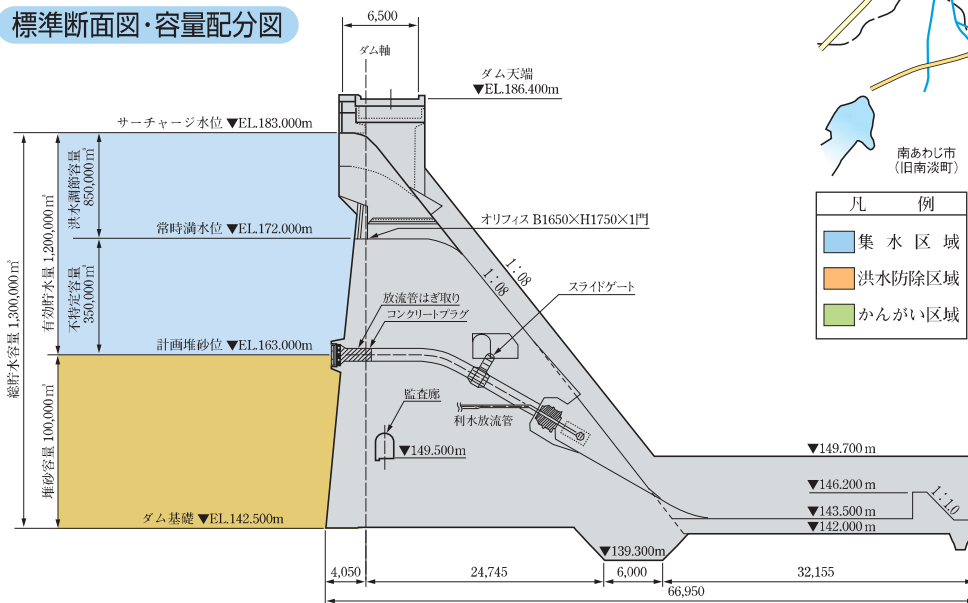 標準断面図・容量配分図
6,500
ダム軸
ダム天端
▼EL.186.400m
サーチャージ水位 ▼EL.183.000m
南あわじ市
(旧南淡町)
凡 例
集水区域
洪水防除区域
かんがい区域
総貯水容量 1,300,000㎥
有効貯水量 1,200,000㎥
洪水調節容量
850,000㎥
常時満水位 ▼EL.172.000m
オリフィス B1650×H1750×1門
1:08
1:08
不特定容量
350,000㎥
スライドゲート
放流管はぎ取り
コンクリートプラグ
計画堆砂位 ▼EL.163.000m
堆砂容量 100,000㎥
監査廊
利水放流管
▼149.500m
▼149.700m
▼146.200m
1:1.0
▼143.500m
▼142.000m
ダム基礎 ▼EL.142.500m
▼139.300m
4,050
24,745
6,000
32,155
66,950